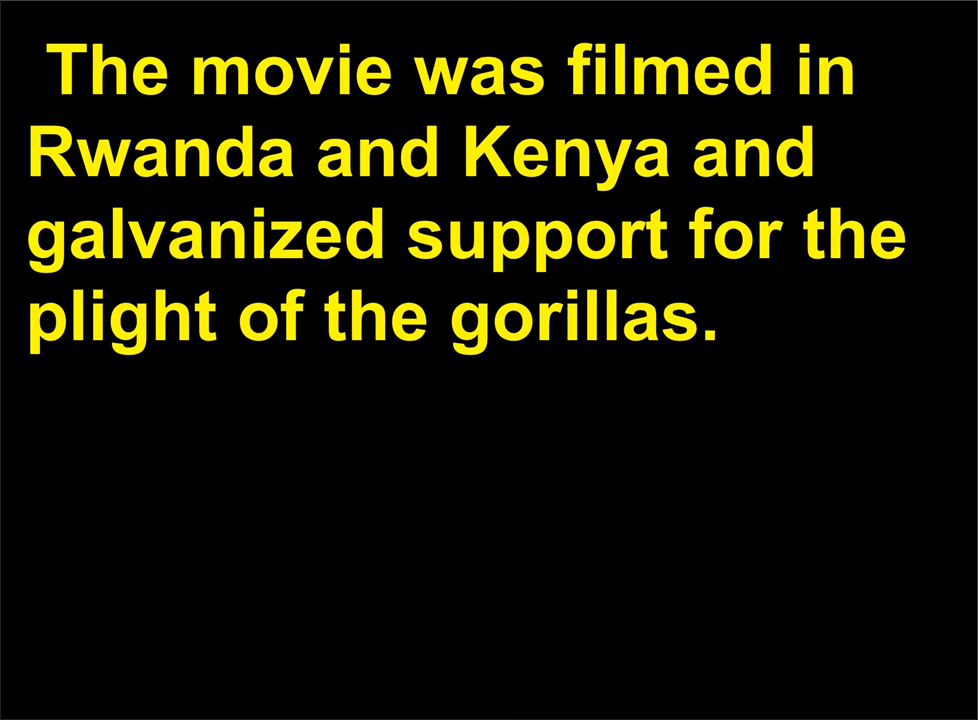 The movie was filmed in
Rwanda and Kenya and
galvanized support for the
plight of the gorillas.